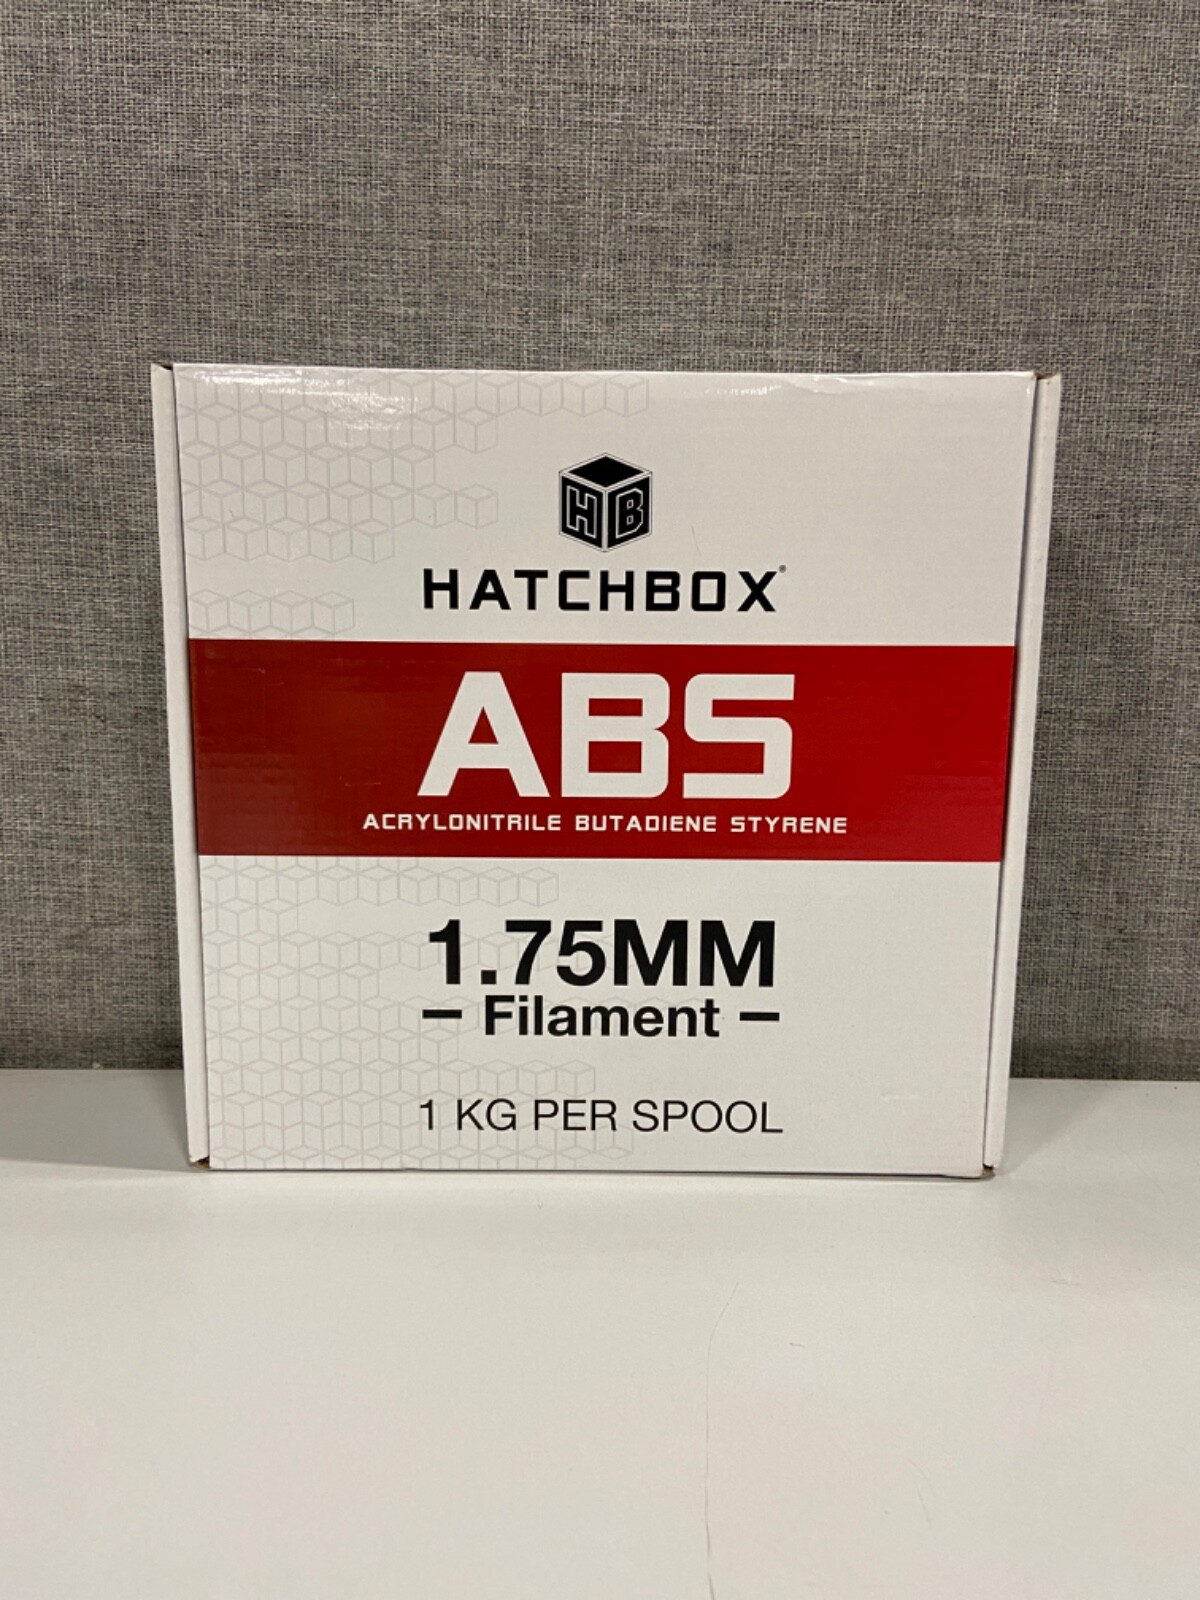 HB
HATCHBOX®
ABS
ACRYLONITRILE BUTADIENE STYRENE
1.75MM
– Filament –
1 KG PER SPOOL